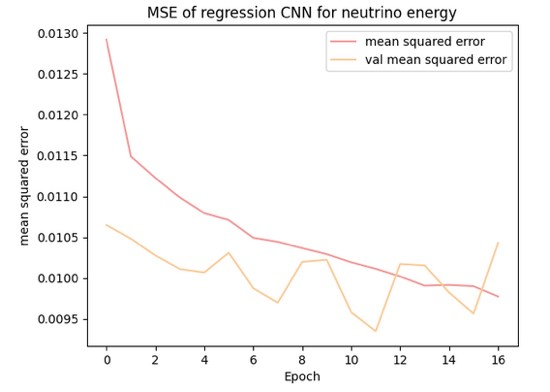 MSE of regression CNN for neutrino energy
mean squared error
val mean squared error
mean squared error
0.0130
0.0125
0.0120
0.0115
0.0110
0.0105
0.0100
0.0095
0 2 4 6 8 10 12 14 16
Epoch